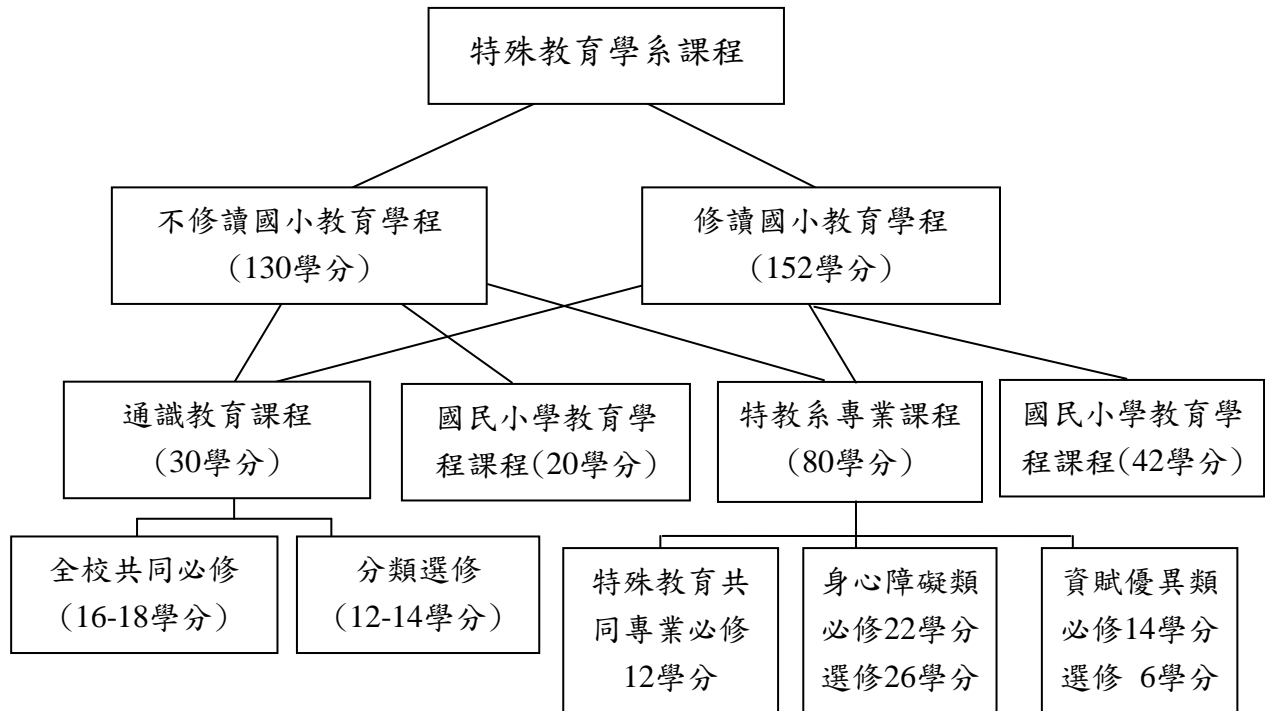 特殊教育學系課程
不修讀國小教育學程
（130學分）
修讀國小教育學程
（152學分）
通識教育課程
（30學分）
國民小學教育學
程課程(20學分)
特教系專業課程
（80學分）
國民小學教育學
程課程(42學分)
全校共同必修
（16-18學分）
分類選修
（12-14學分）
特殊教育共
同專業必修
12學分
身心障礙類
必修22學分
選修26學分
資賦優異類
必修14學分
選修 6學分